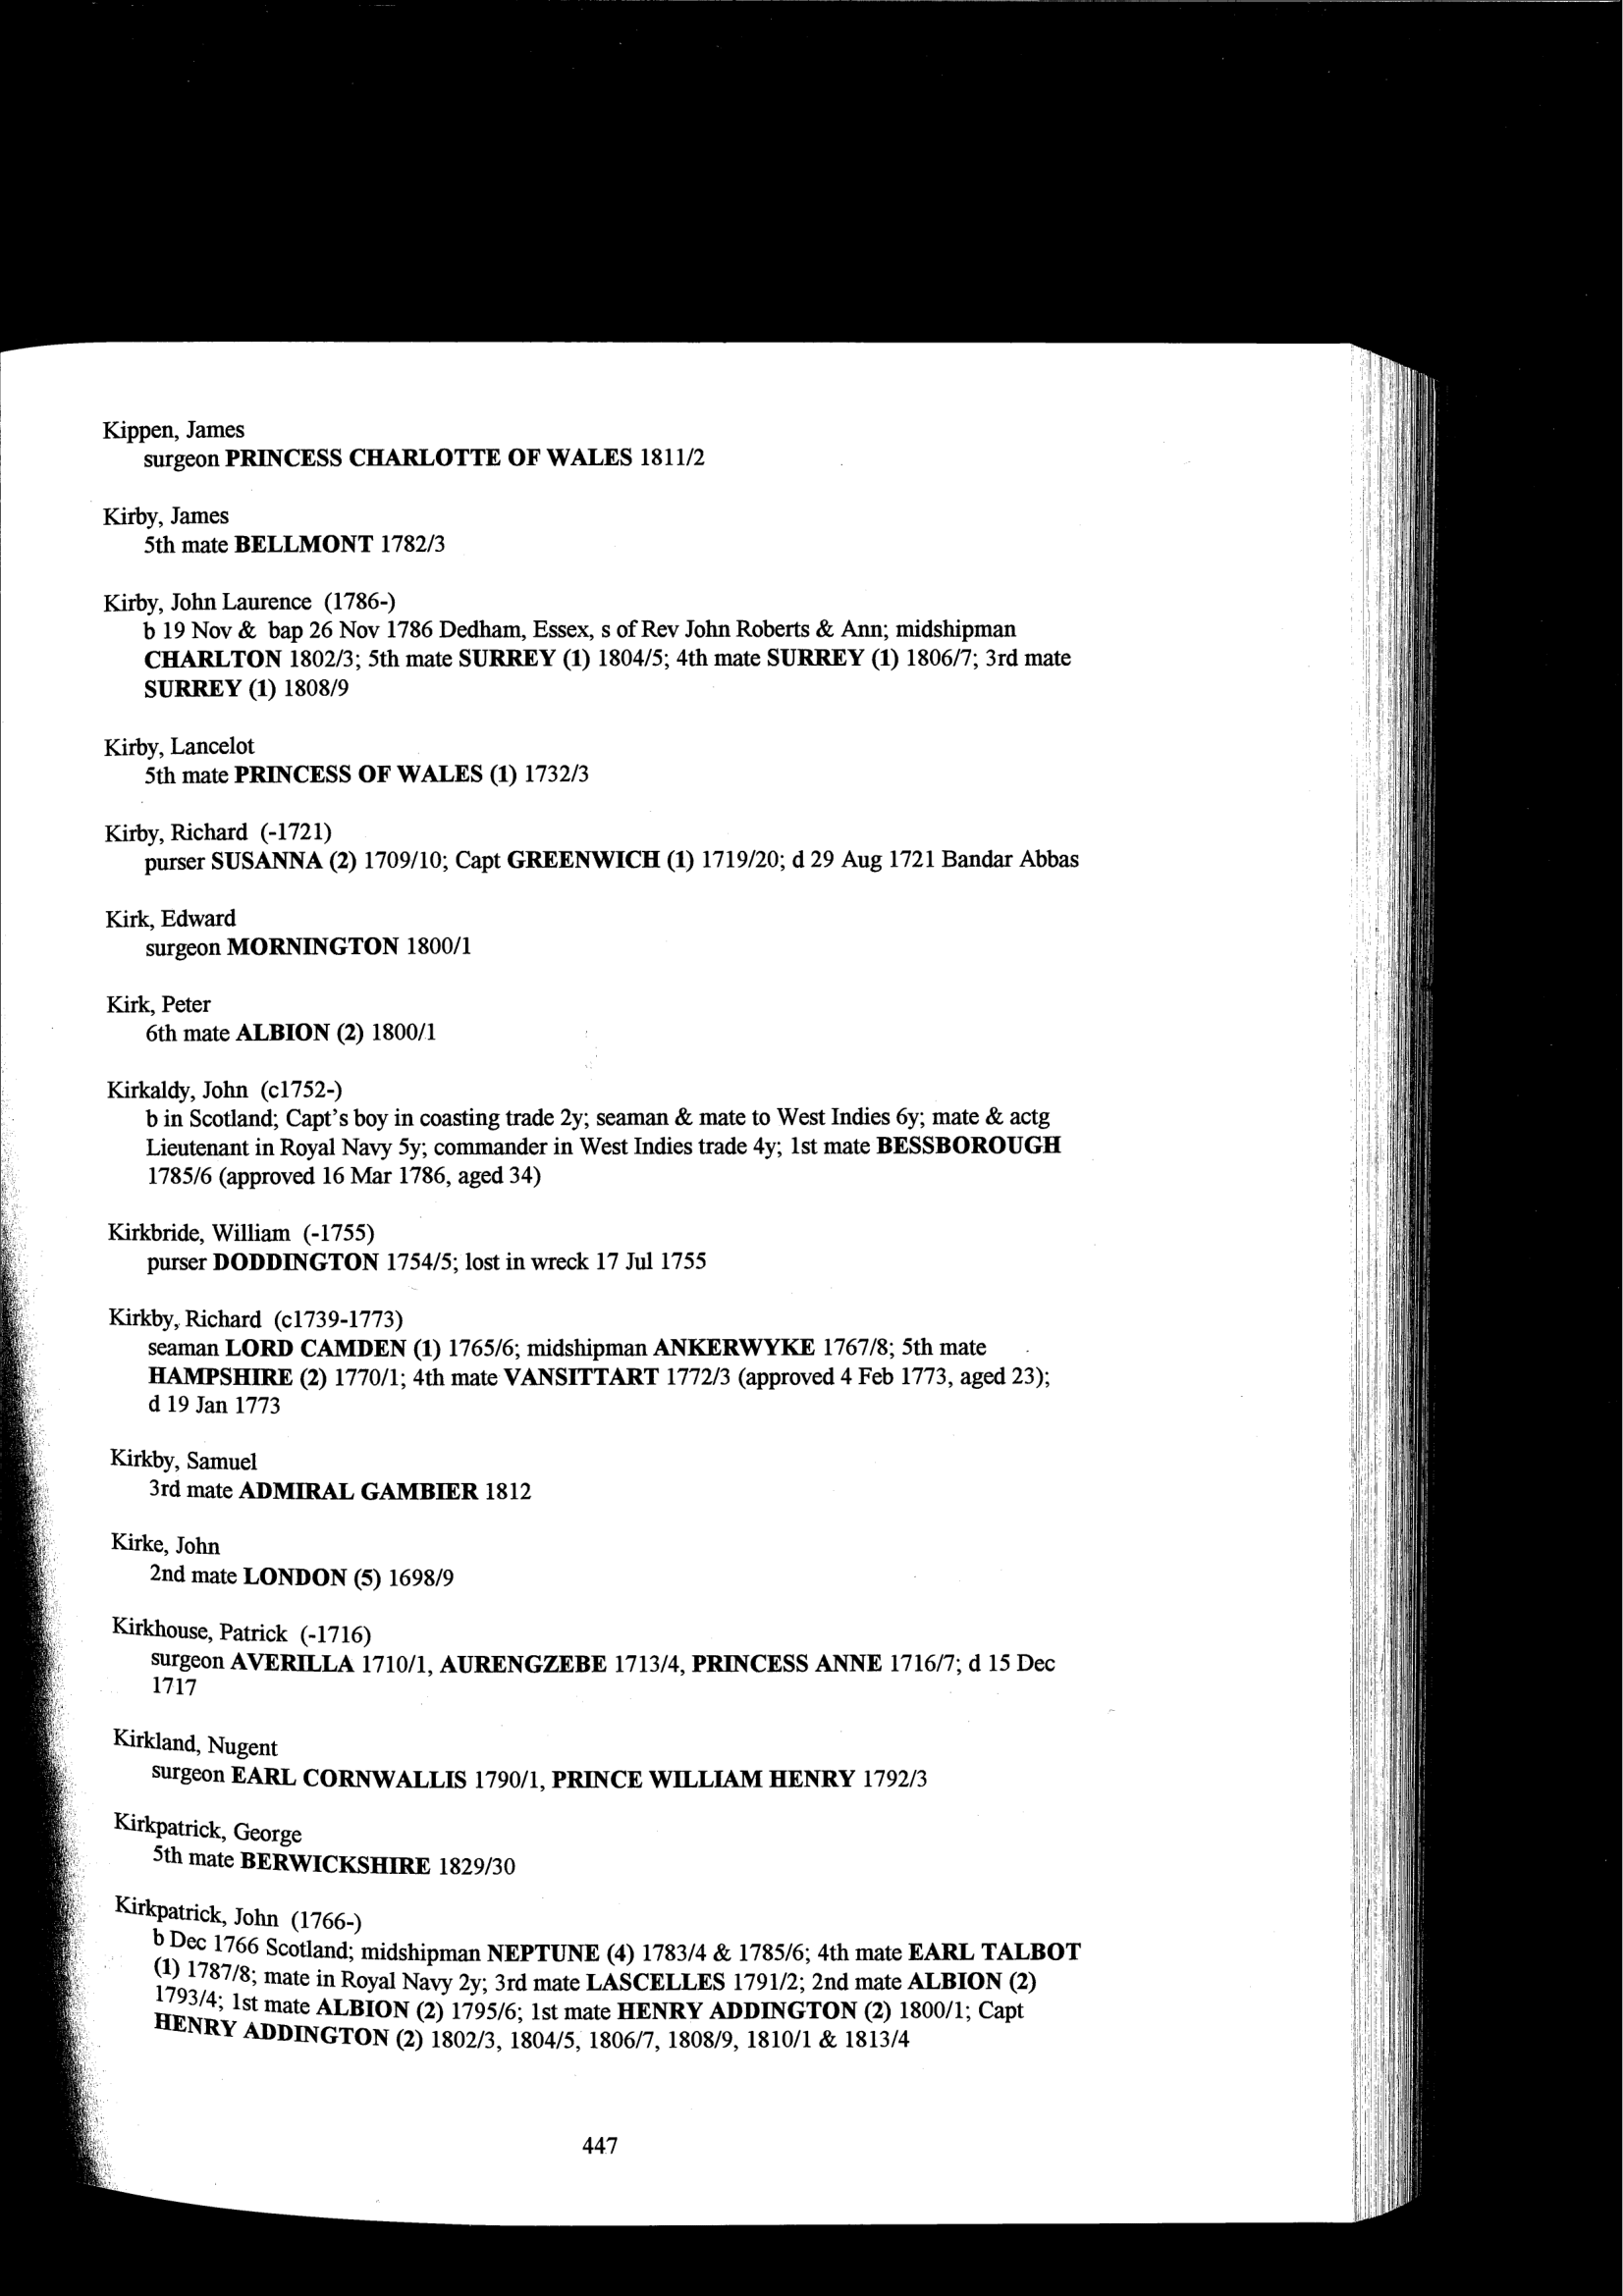 Kippen, James
surgeon PRINCESS CHARLOTTE OF WALES 1811/2
Kirby, James
5th mate BELLMONT 1782/3
Kirby, John Laurence (1786-)
b 19 Nov & bap 26 Nov 1786 Dedham, Essex, s of Rev John Roberts & Ann; midshipman
CHARLTON 1802/3; 5th mate SURREY (1) 1804/5; 4th mate SURREY (1) 1806/7; 3rd mate
SURREY (1) 1808/9
Kirby, Lancelot
5th mate PRINCESS OF WALES (1) 1732/3
Kirby, Richard (-1721)
purser SUSANNA (2) 1709/10; Capt GREENWICH (1) 1719/20; d 29 Aug 1721 Bandar Abbas
Kirk, Edward
surgeon MORNINGTON 1800/1
Kirk, Peter
6th mate ALBION (2) 1800/1
Kirkaldy, John (c1752-)
b in Scotland; Capt's boy in coasting trade 2y; seaman & mate to West Indies 6y; mate & actg
Lieutenant in Royal Navy 5y; commander in West Indies trade 4y; 1st mate BESSBOROUGH
1785/6 (approved 16 Mar 1786, aged 34)
Kirkbride, William (-1755)
purser DODDINGTON 1754/5; lost in wreck 17 Jul 1755
Kirkby, Richard (c1739-1773)
seaman LORD CAMDEN (1) 1765/6; midshipman ANKERWYKE 1767/8; 5th mate
HAMPSHIRE (2) 1770/1; 4th mate VANSITTART 1772/3 (approved 4 Feb 1773, aged 23);
d 19 Jan 1773
Kirkby, Samuel
3rd mate ADMIRAL GAMBIER 1812
Kirke, John
2nd mate LONDON (5) 1698/9
Kirkhouse, Patrick (-1716)
surgeon AVERILLA 1710/1, AURENGZEBE 1713/4, PRINCESS ANNE 1716/7; d 15 Dec
1717
Kirkland, Nugent
surgeon EARL CORNWALLIS 1790/1, PRINCE WILLIAM HENRY 1792/3
Kirkpatrick, George
5th mate BERWICKSHIRE 1829/30
Kirkpatrick, John (1766-)
b Dec 1766 Scotland; midshipman NEPTUNE (4) 1783/4 & 1785/6; 4th mate EARL TALBOT
(1) 1787/8; mate in Royal Navy 2y; 3rd mate LASCELLES 1791/2; 2nd mate ALBION (2)
1793/4; 1st mate ALBION (2) 1795/6; 1st mate HENRY ADDINGTON (2) 1800/1; Capt
HENRY ADDINGTON (2) 1802/3, 1804/5, 1806/7, 1808/9, 1810/1 & 1813/4
447